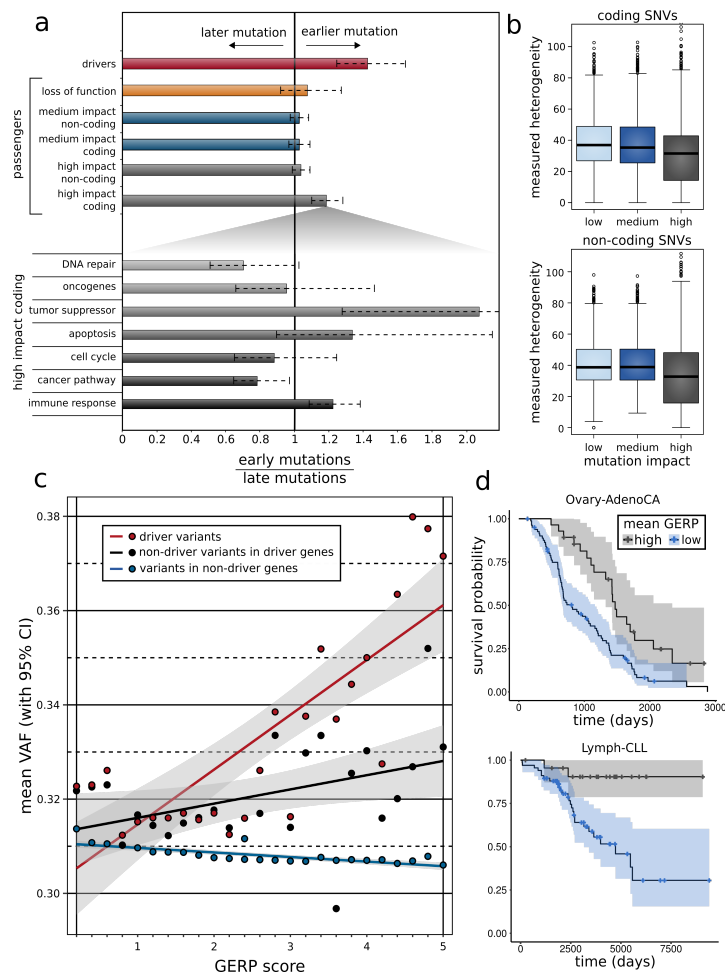 a
later mutation
earlier mutation
drivers
passengers
loss of function
medium impact
non-coding
medium impact
coding
high impact
non-coding
high impact
coding
high impact coding
DNA repair
oncogenes
tumor suppressor
apoptosis
cell cycle
cancer pathway
immune response
0 0.2 0.4 0.6 0.8 1 1.2 1.4 1.6 1.8 2.0
early mutations
late mutations
b
coding SNVs
measured heterogeneity
100
80
60
40
20
0
low medium high
non-coding SNVs
measured heterogeneity
100
80
60
40
20
0
low medium high
mutation impact
c
mean VAF (with 95% CI)
0.38
0.36
0.34
0.32
0.30
driver variants
non-driver variants in driver genes
variants in non-driver genes
1 2 3 4 5
GERP score
d
Ovary-AdenoCA
survival probability
1.00
0.75
0.50
0.25
0.00
mean GERP
high low
0 1000 2000 3000
time (days)
Lymph-CLL
1.00
0.75
0.50
0.25
0.00
0 2500 5000 7500
time (days)